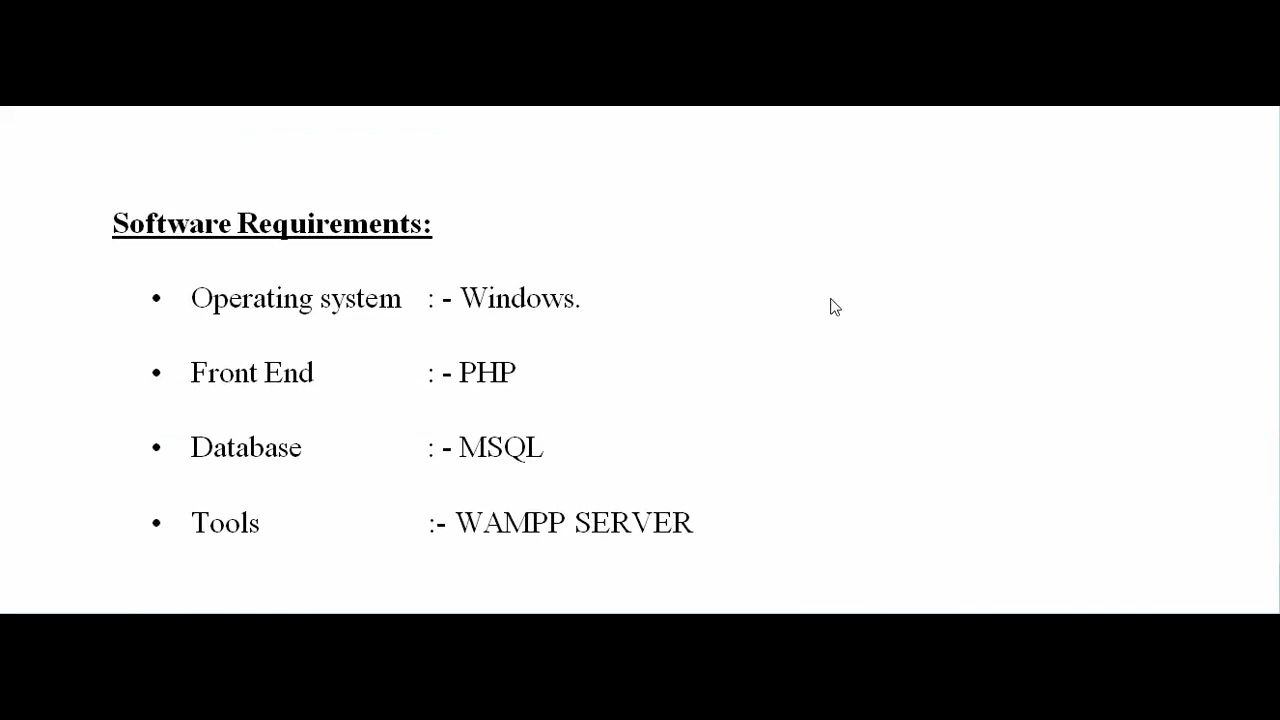 Software Requirements:
• Operating system : - Windows.
• Front End : - PHP
• Database : - MSQL
• Tools :- WAMPP SERVER